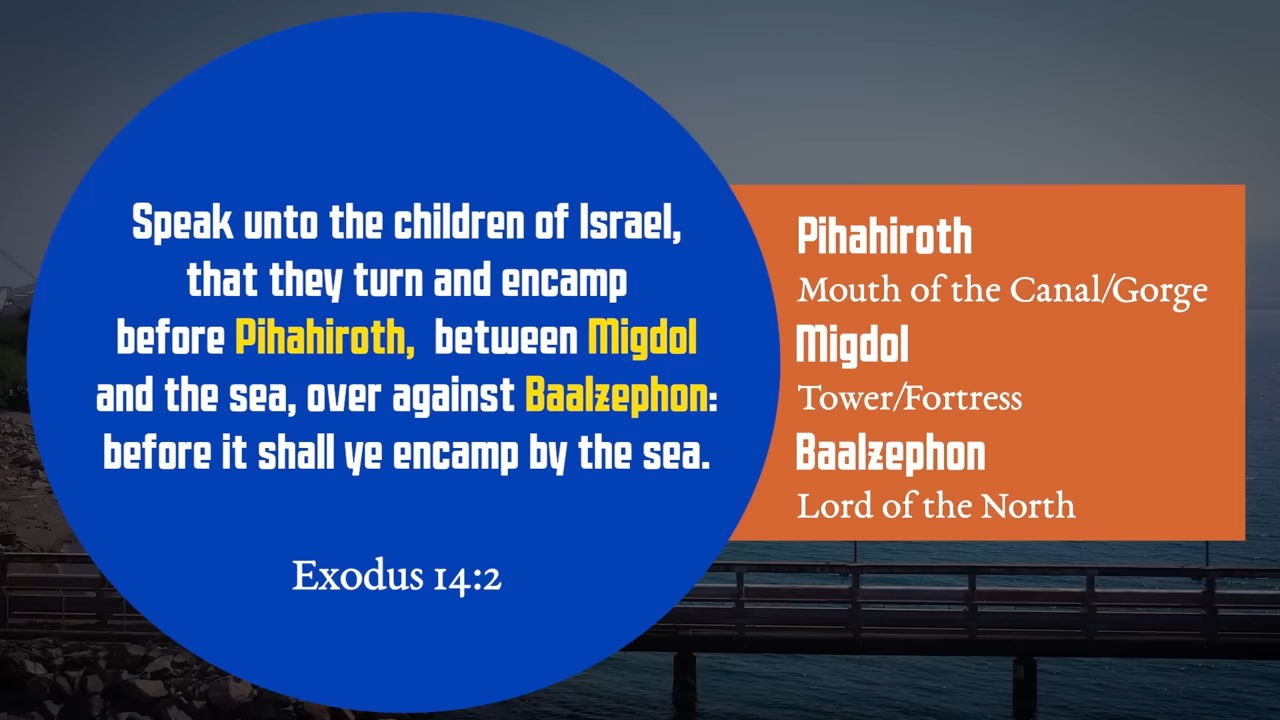 Speak unto the children of Israel,
that they turn and encamp
before Pihahiroth, between Migdol
and the sea, over against Baalzephon:
before it shall ye encamp by the sea.
Exodus 14:2
Pihahiroth
Mouth of the Canal/Gorge
Migdol
Tower/Fortress
Baalzephon
Lord of the North